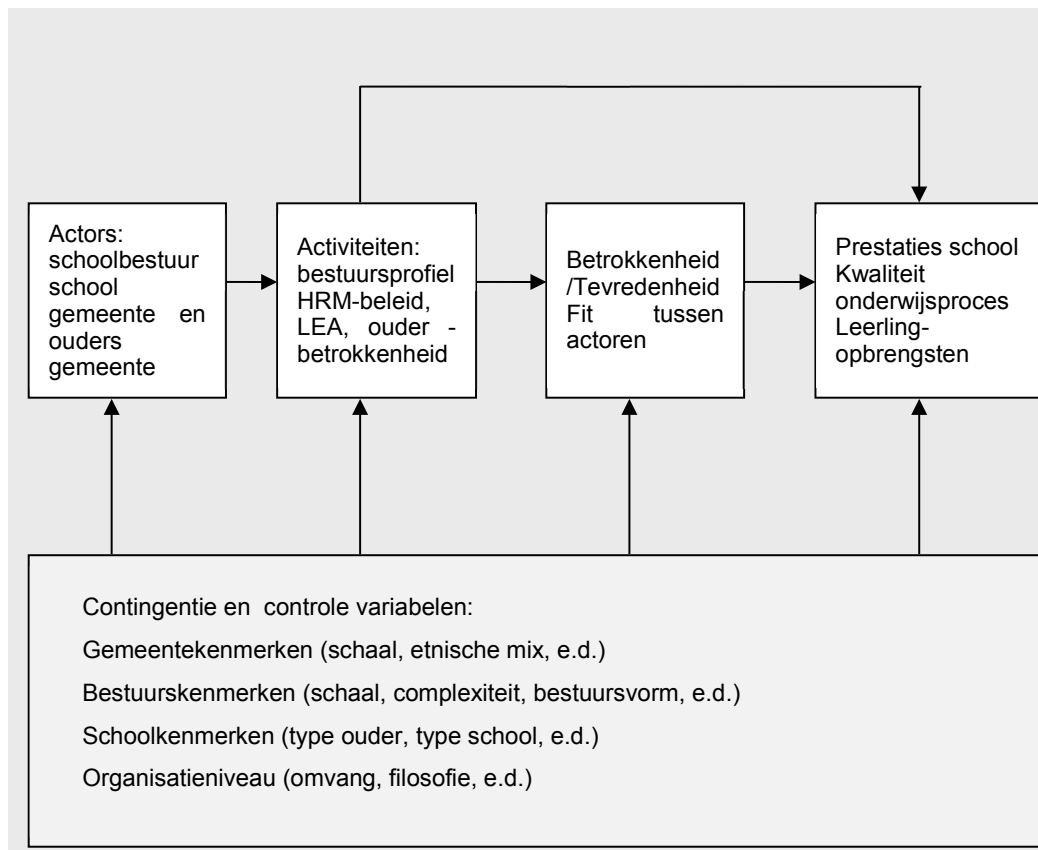 Actors:
schoolbestuur
school
gemeente en
ouders
gemeente
Activiteiten:
bestuursprofiel
HRM-beleid,
LEA, ouder -
betrokkenheid
Betrokkenheid
/Tevredenheid
Fit tussen
actoren
Prestaties school
Kwaliteit
onderwijsproces
Leerling-
opbrengsten
Contingentie en controle variabelen:
Gemeentekenmerken (schaal, etnische mix, e.d.)
Bestuurskenmerken (schaal, complexiteit, bestuursvorm, e.d.)
Schoolkenmerken (type ouder, type school, e.d.)
Organisatieniveau (omvang, filosofie, e.d.)